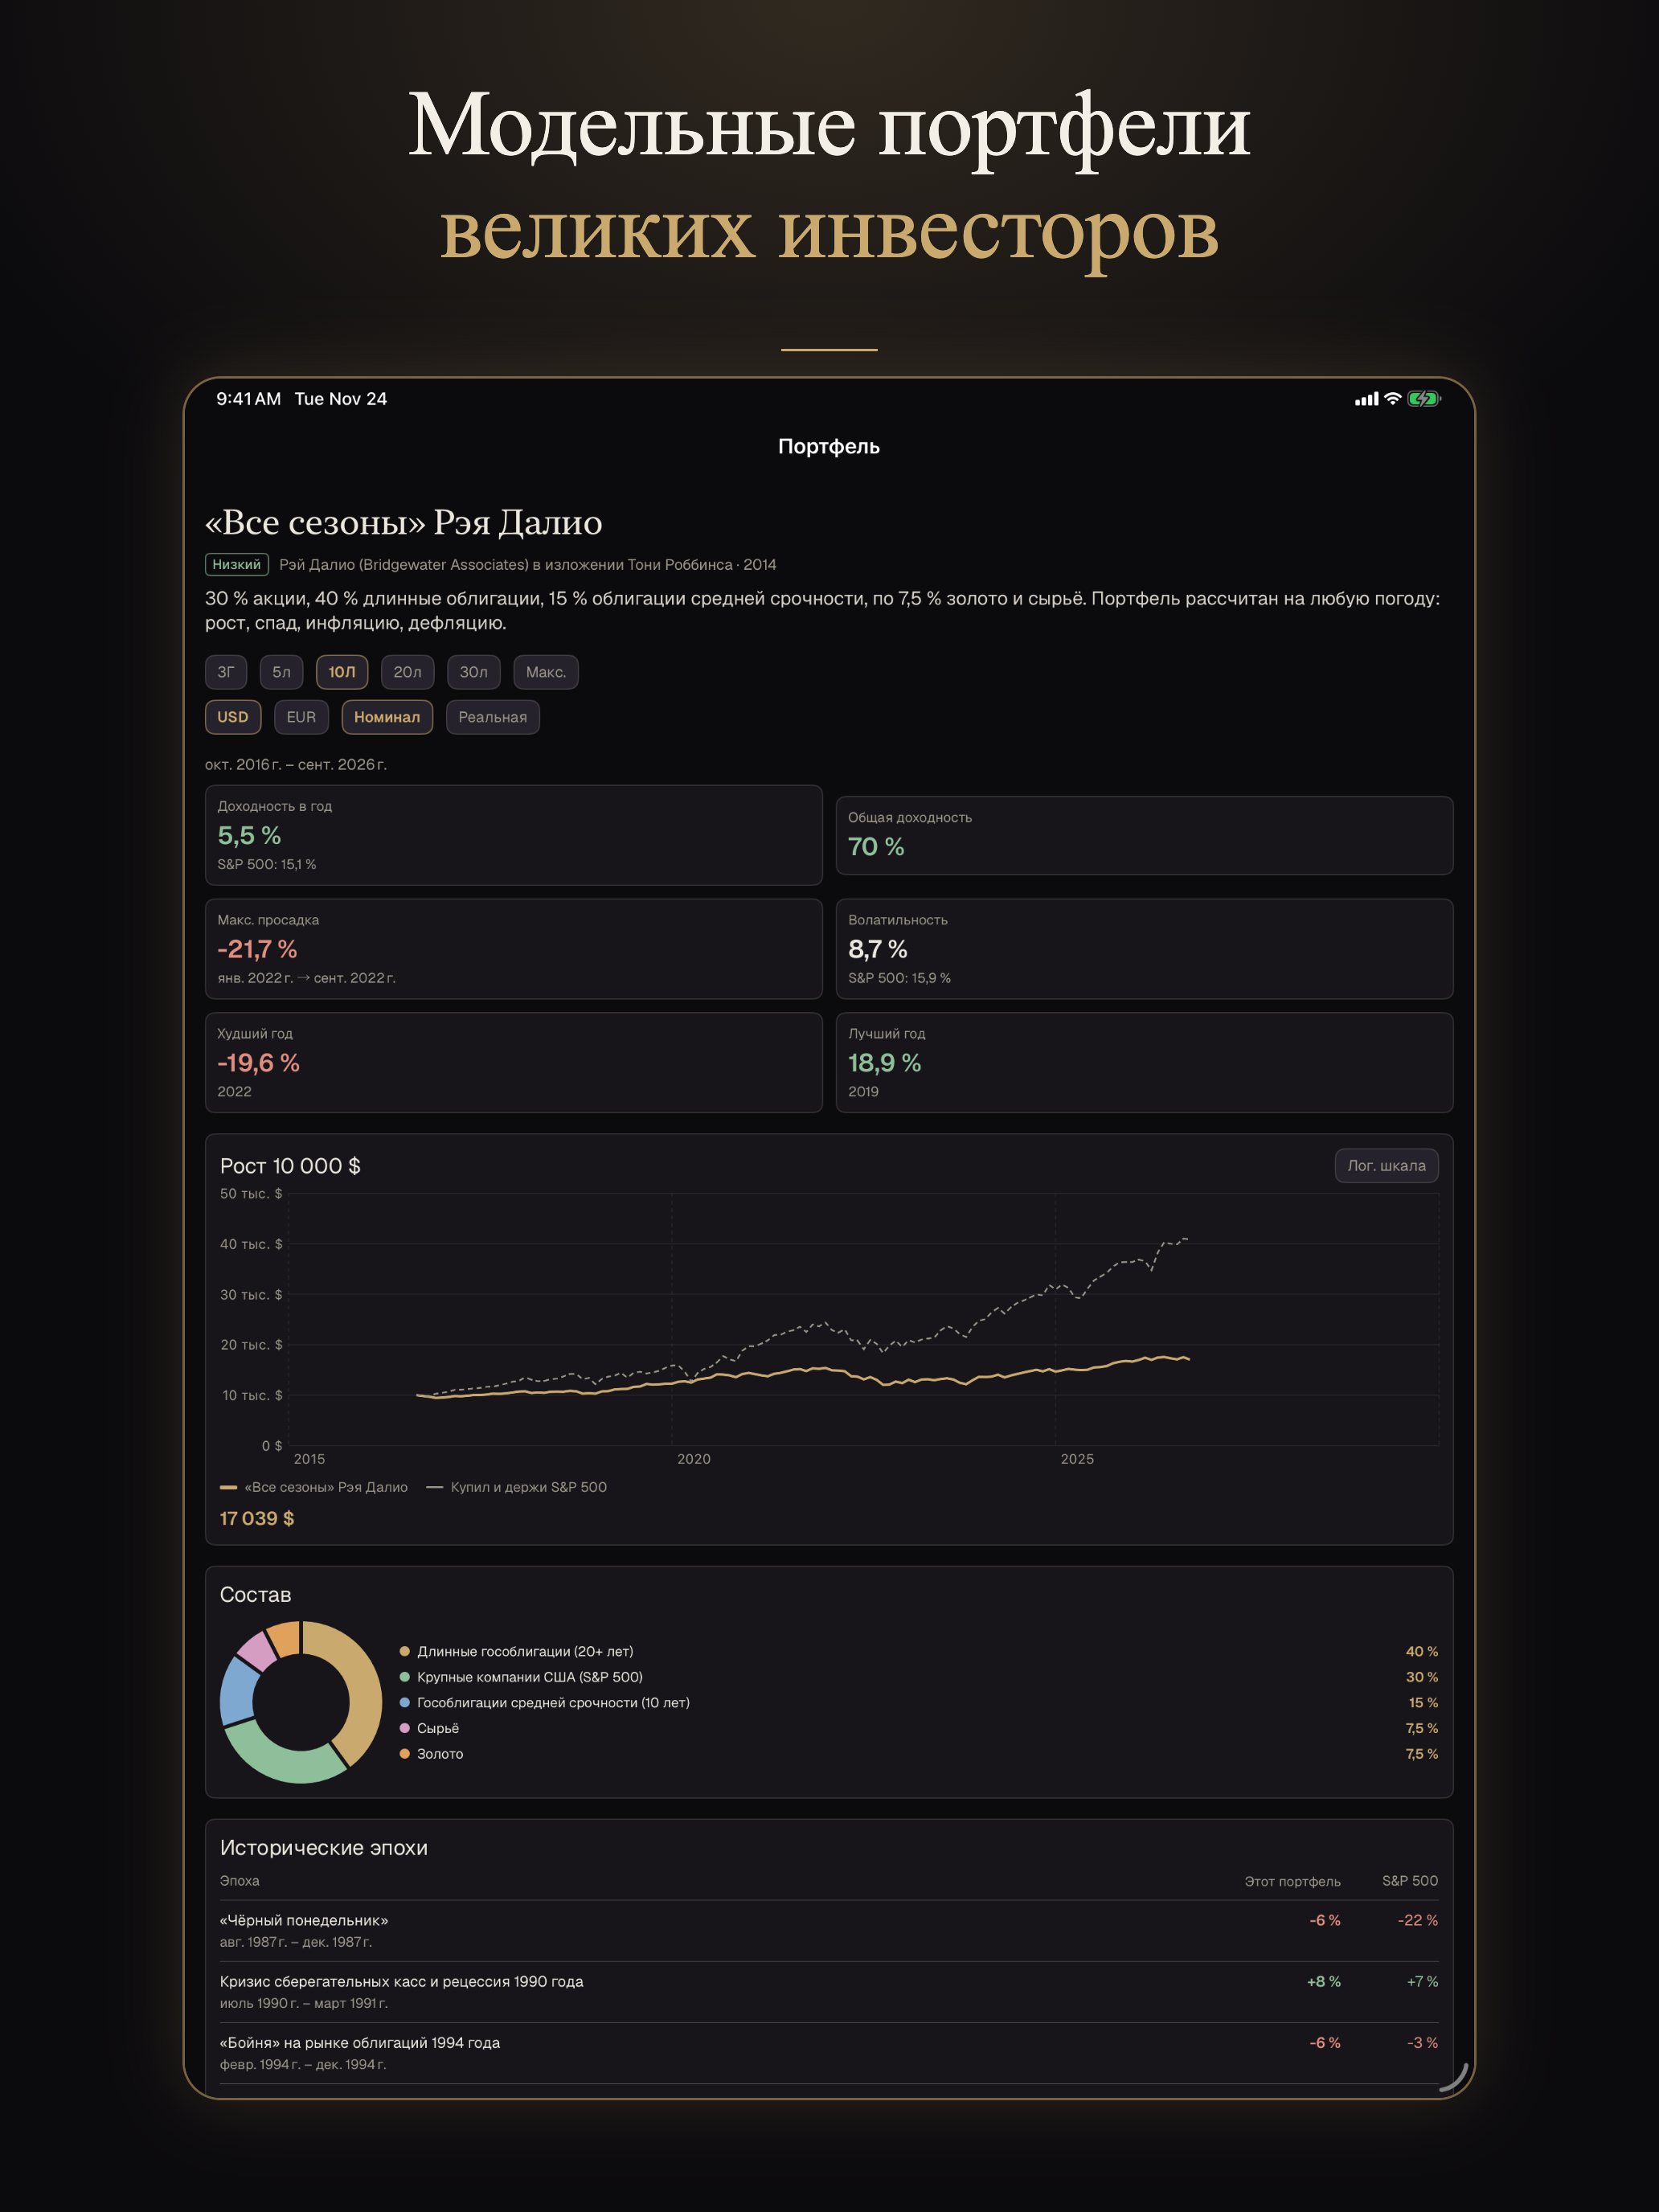 Модельные портфели
великих инвесторов
9:41 AM Tue Nov 24
Портфель
«Все сезоны» Рэя Далио
Низкий Рэй Далио (Bridgewater Associates) в изложении Тони Роббинса · 2014
30 % акции, 40 % длинные облигации, 15 % облигации средней срочности, по 7,5 % золото и сырьё. Портфель рассчитан на любую погоду:
рост, спад, инфляцию, дефляцию.
3Г 5л 10Л 20л 30л Макс.
USD EUR Номинал Реальная
окт. 2016 г. – сент. 2026 г.
Доходность в год
5,5 %
S&P 500: 15,1 %
Общая доходность
70 %
Макс. просадка
-21,7 %
янв. 2022 г. → сент. 2022 г.
Волатильность
8,7 %
S&P 500: 15,9 %
Худший год
-19,6 %
2022
Лучший год
18,9 %
2019
Рост 10 000 $ Лог. шкала
50 тыс. $
40 тыс. $
30 тыс. $
20 тыс. $
10 тыс. $
0 $
2015 2020 2025
«Все сезоны» Рэя Далио Купил и держи S&P 500
17 039 $
Состав
Длинные гособлигации (20+ лет) 40 %
Крупные компании США (S&P 500) 30 %
Гособлигации средней срочности (10 лет) 15 %
Сырьё 7,5 %
Золото 7,5 %
Исторические эпохи
Эпоха Этот портфель S&P 500
«Чёрный понедельник» -6 % -22 %
авг. 1987 г. – дек. 1987 г.
Кризис сберегательных касс и рецессия 1990 года +8 % +7 %
июль 1990 г. – март 1991 г.
«Бойня» на рынке облигаций 1994 года -6 % -3 %
февр. 1994 г. – дек. 1994 г.